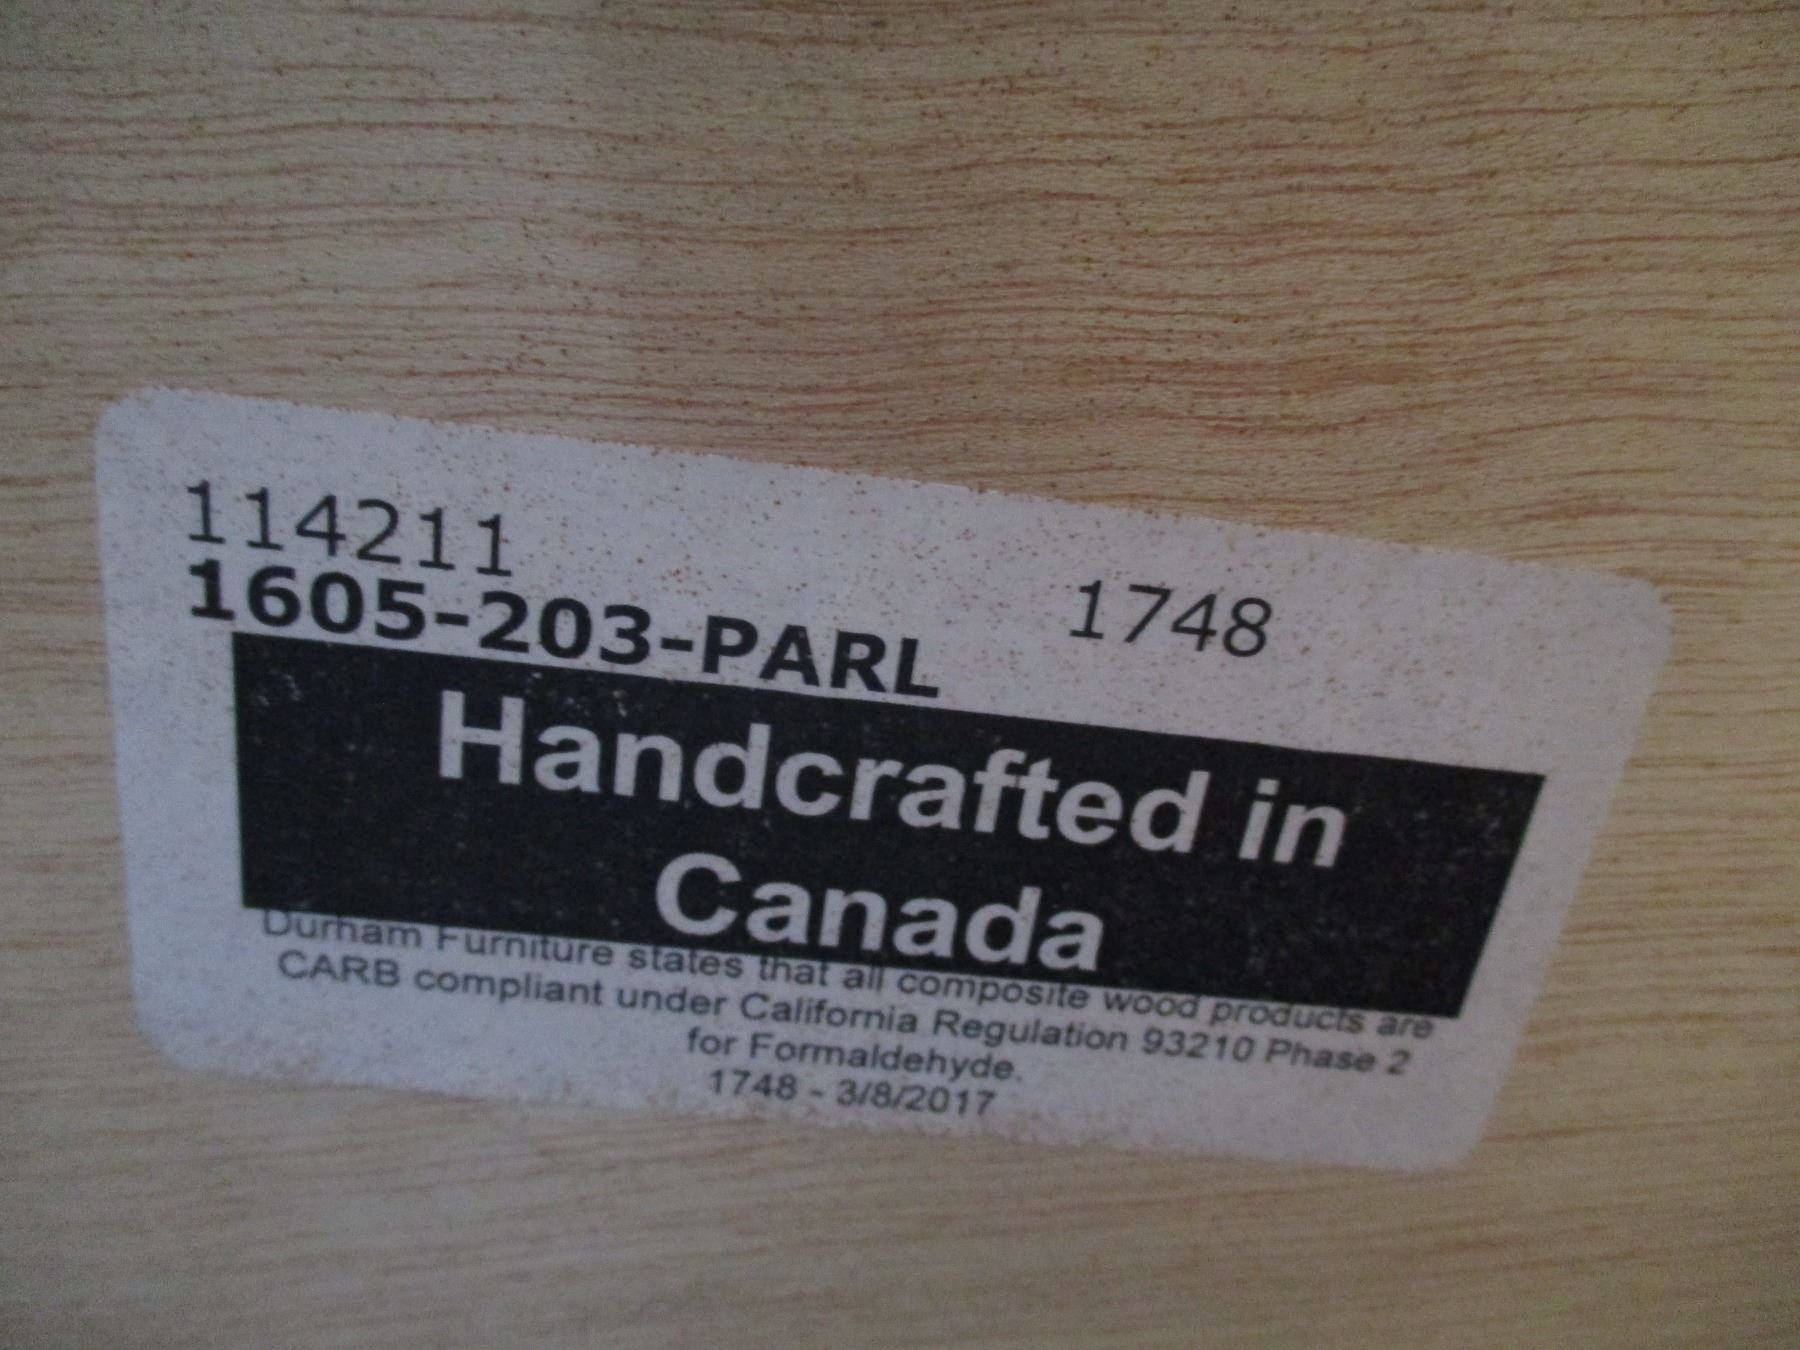 114211
1605-203-PARL 1748
Handcrafted in
Canada
Durham Furniture states that all composite wood products are
CARB compliant under California Regulation 93210 Phase 2
for Formaldehyde.
1748 - 3/8/2017